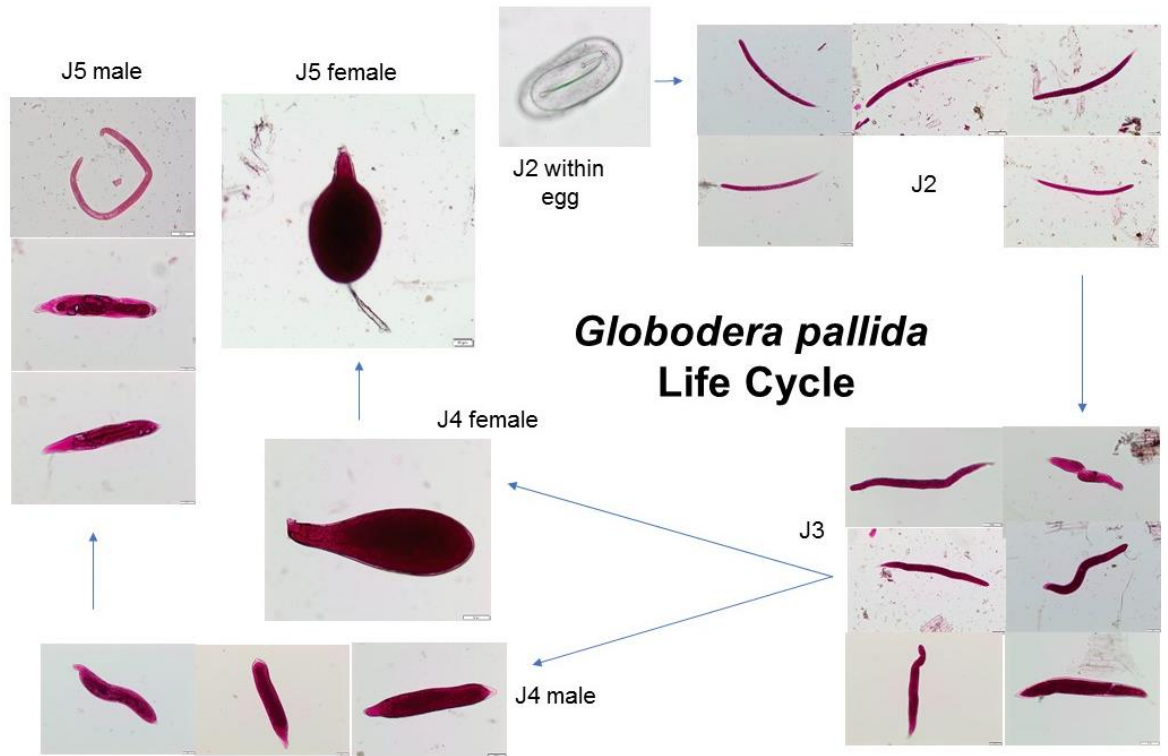 J5 male
J5 female
J2 within
egg
J2
Globodera pallida
Life Cycle
J4 female
J3
J4 male